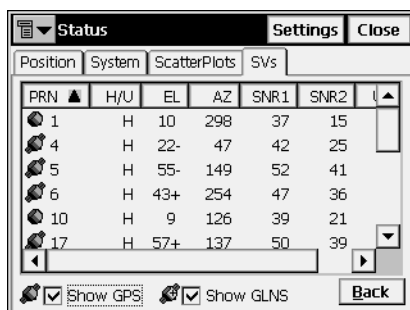 Status Settings Close
Position System ScatterPlots SVs
PRN H/U EL AZ SNR1 SNR2
1 H 10 298 37 15
4 H 22- 47 42 25
5 H 55- 149 52 41
6 H 43+ 254 47 36
10 H 9 126 39 21
17 H 57+ 137 50 39
Show GPS Show GLNS Back